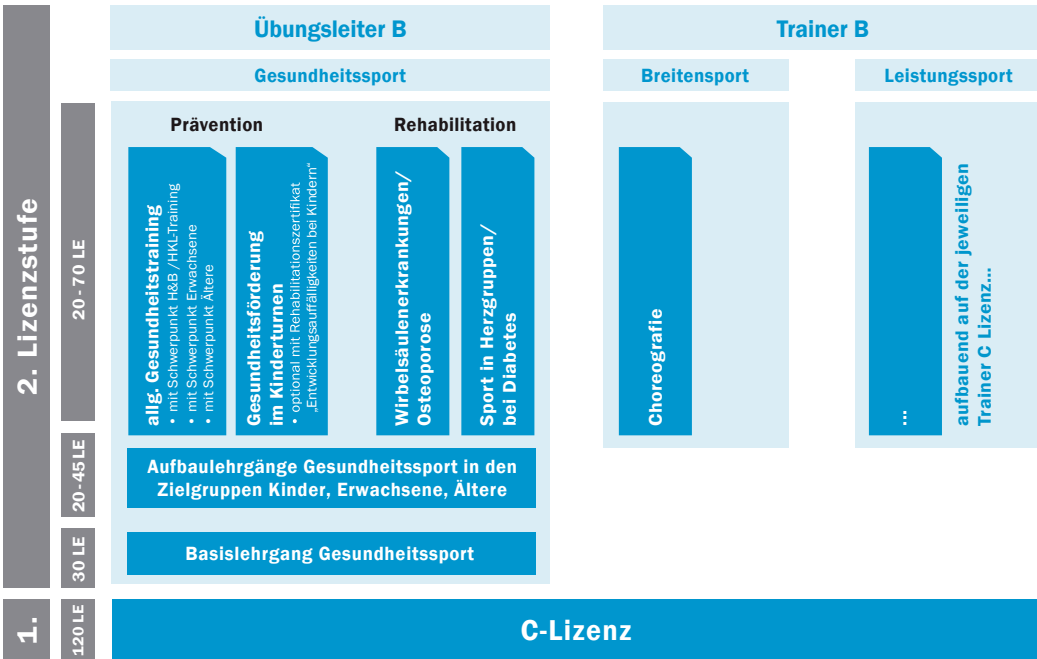 Übungsleiter B
Trainer B
Gesundheitssport
Breitensport
Leistungssport
2. Lizenzstufe
20 - 70 LE
Prävention
Rehabilitation
allg. Gesundheitstraining
• mit Schwerpunkt H&B / HKL-Training
• mit Schwerpunkt Erwachsene
• mit Schwerpunkt Ältere
Gesundheitsförderung
im Kinderturnen
• optional mit Rehabilitationszertifikat
„Entwicklungsauffälligkeiten bei Kindern“
Wirbelsäulenerkrankungen/
Osteoporose
Sport in Herzgruppen/
bei Diabetes
Choreografie
...
aufbauend auf der jeweiligen
Trainer C Lizenz...
20-45 LE
Aufbaulehrgänge Gesundheitssport in den
Zielgruppen Kinder, Erwachsene, Ältere
30 LE
Basislehrgang Gesundheitssport
1.
120 LE
C-Lizenz